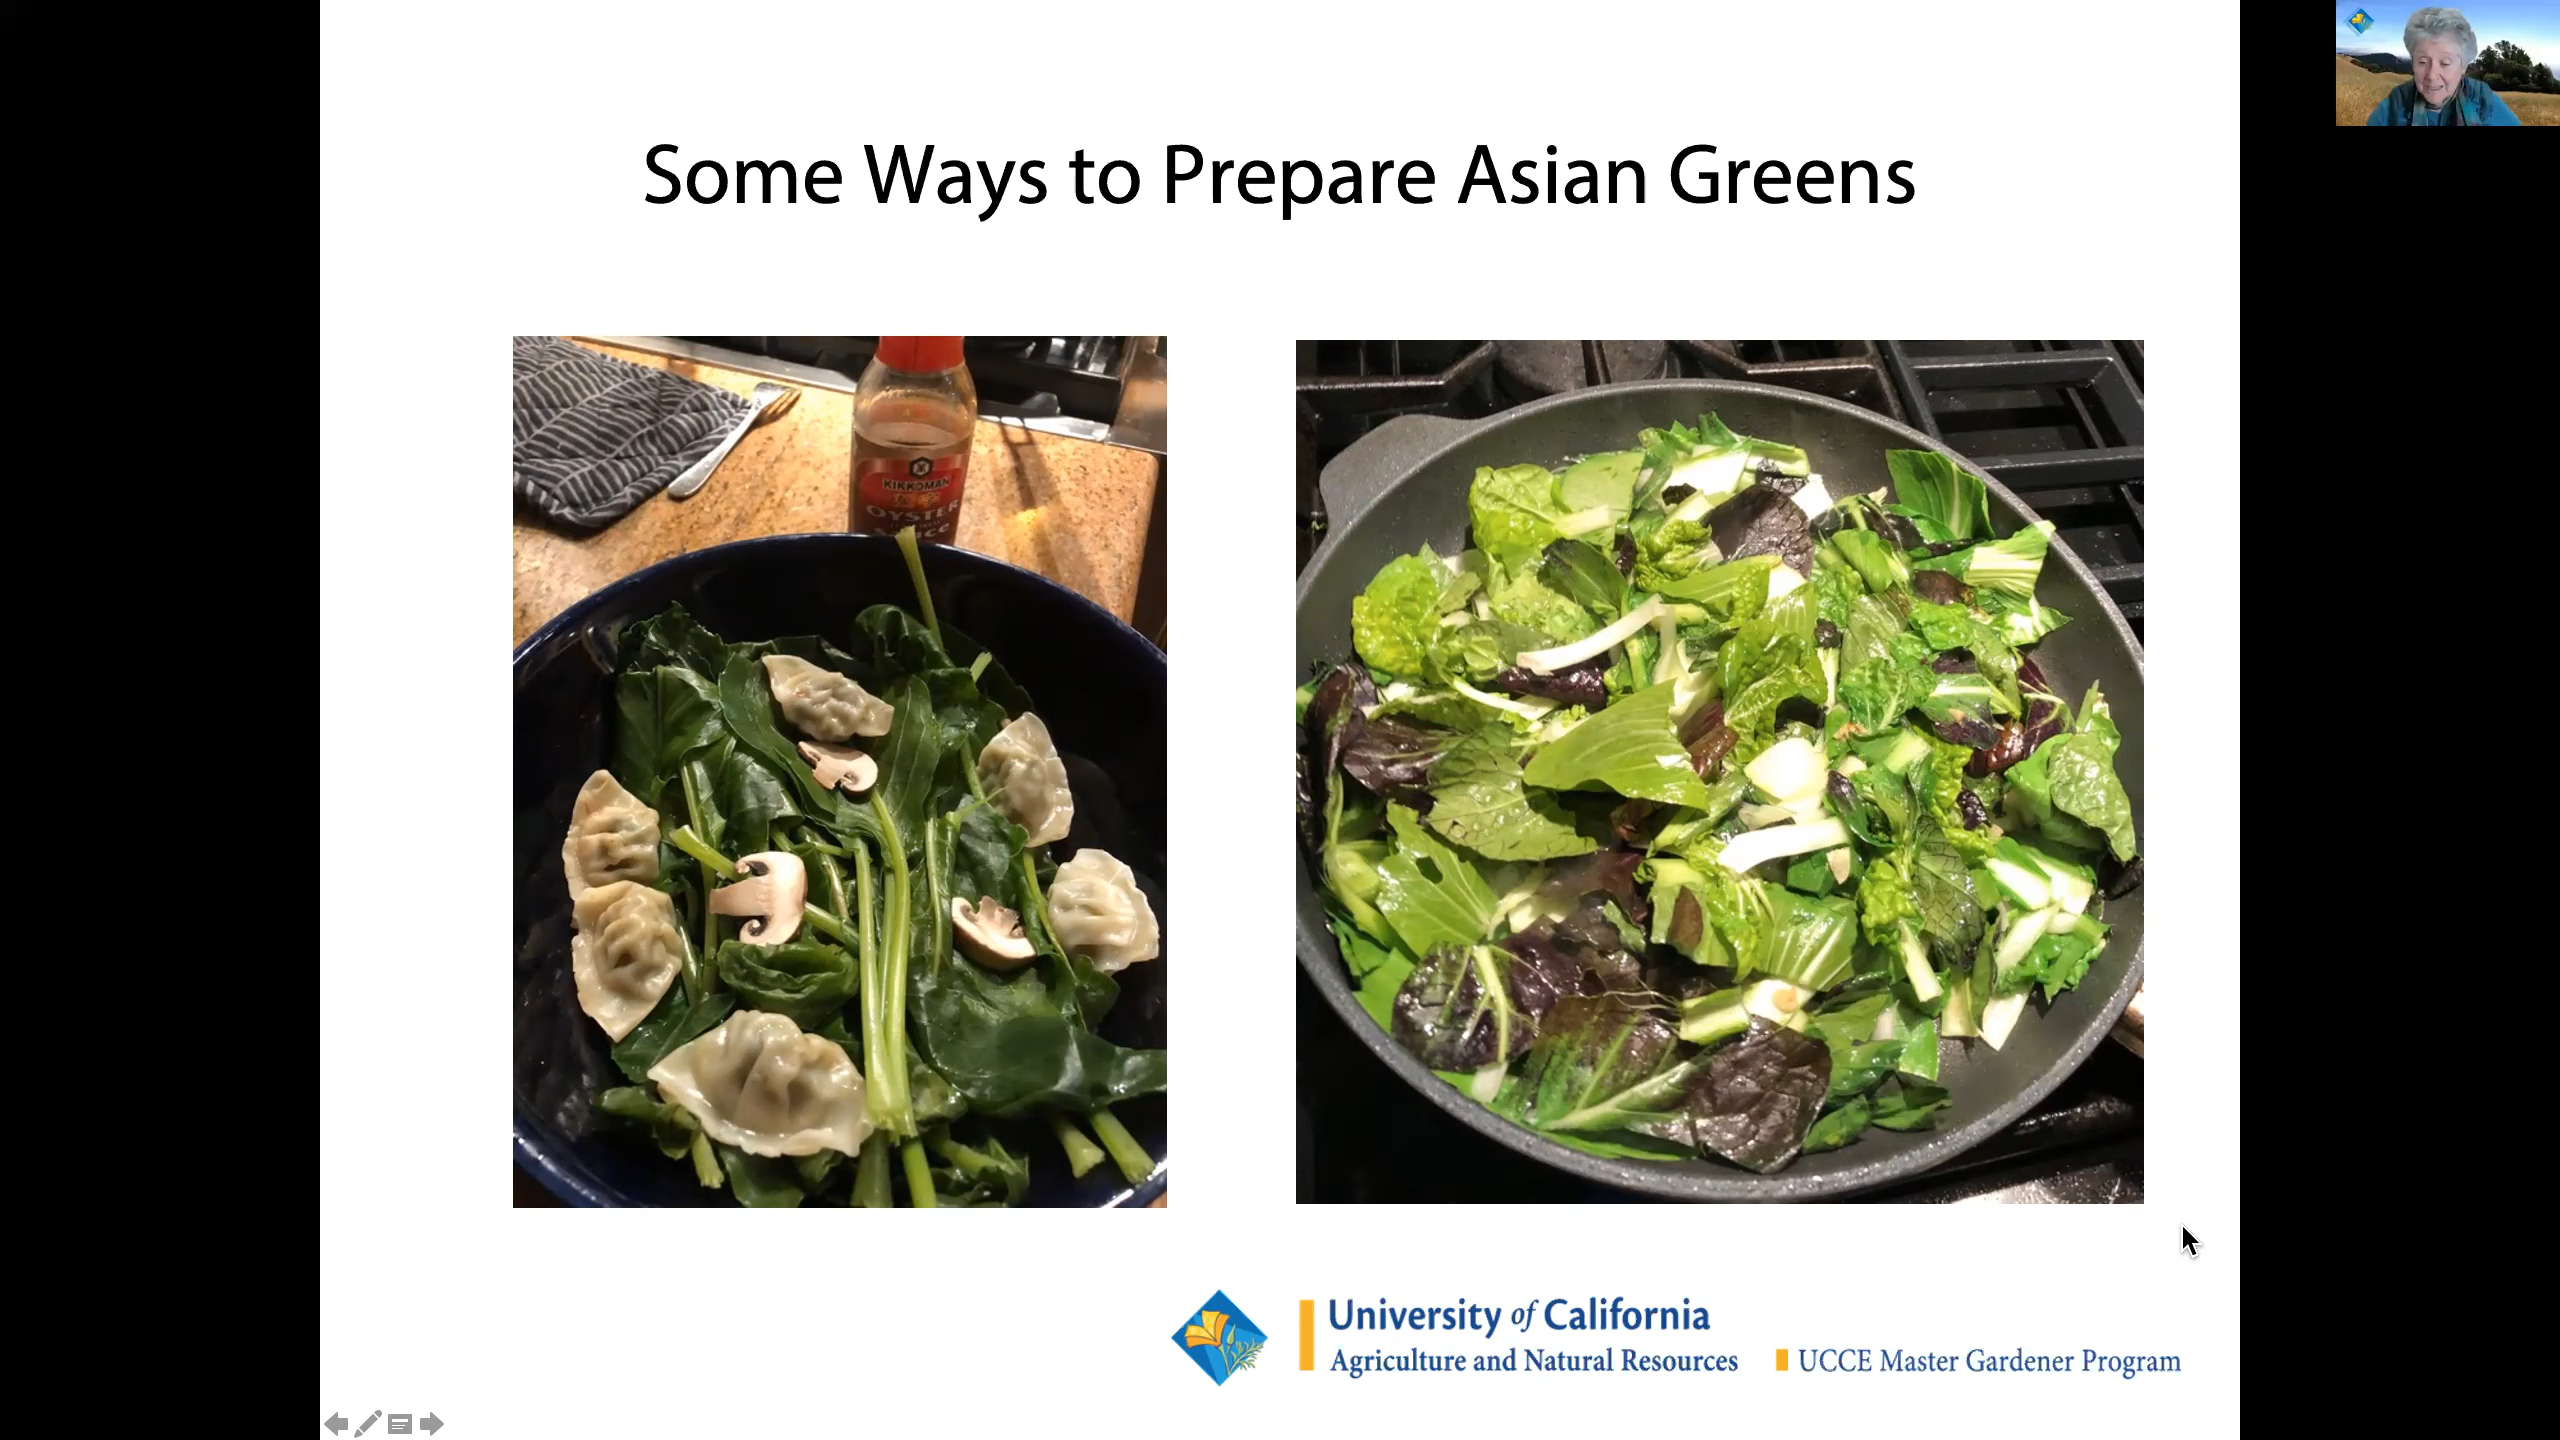 Some Ways to Prepare Asian Greens
KIKKOMAN
OYSTER
Sauce
University of California
Agriculture and Natural Resources
UCCE Master Gardener Program